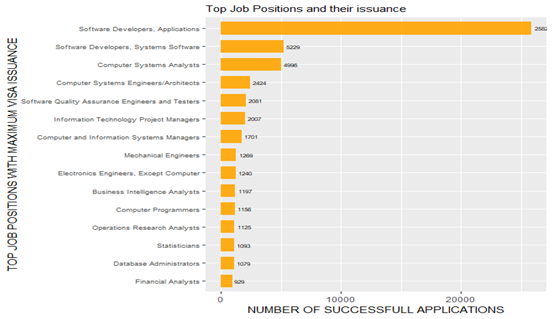 Top Job Positions and their issuance
TOP JOB POSITIONS WITH MAXIMUM VISA ISSUANCE
Software Developers, Applications
Software Developers, Systems Software 5229
Computer Systems Analysts 4996
Computer Systems Engineers/Architects 2424
Software Quality Assurance Engineers and Testers 2081
Information Technology Project Managers 2007
Computer and Information Systems Managers 1701
Mechanical Engineers 1269
Electronics Engineers, Except Computer 1240
Business Intelligence Analysts 1197
Computer Programmers 1156
Operations Research Analysts 1125
Statisticians 1093
Database Administrators 1079
Financial Analysts 929
0 10000 20000
NUMBER OF SUCCESSFULL APPLICATIONS